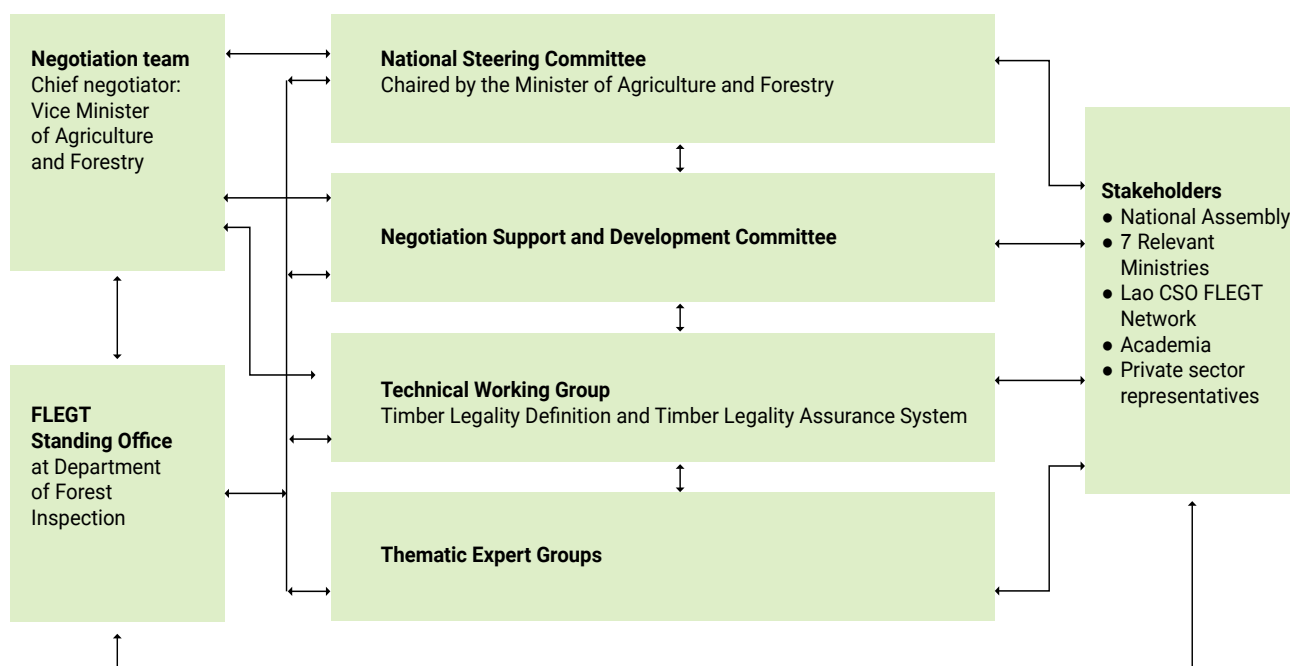 Negotiation team
Chief negotiator:
Vice Minister
of Agriculture
and Forestry
National Steering Committee
Chaired by the Minister of Agriculture and Forestry
Negotiation Support and Development Committee
FLEGT
Standing Office
at Department
of Forest
Inspection
Technical Working Group
Timber Legality Definition and Timber Legality Assurance System
Thematic Expert Groups
Stakeholders
● National Assembly
● 7 Relevant
Ministries
● Lao CSO FLEGT
Network
● Academia
● Private sector
representatives